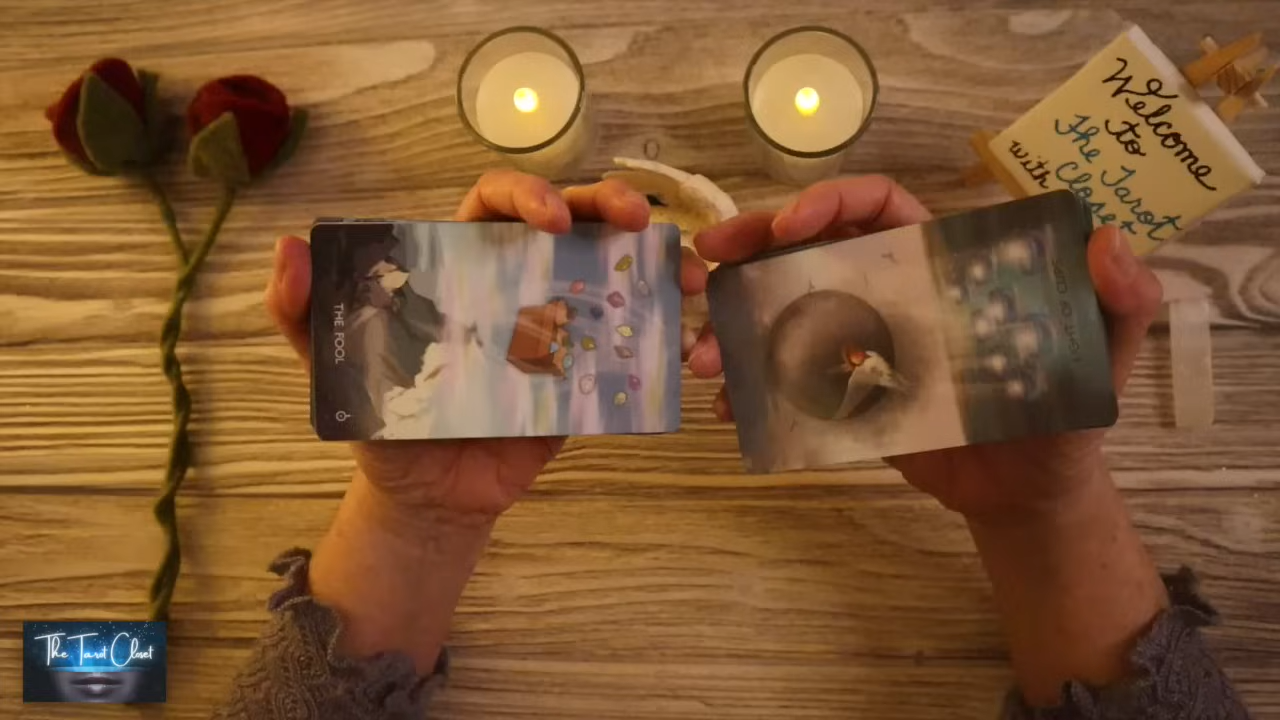 Welcome
To
The Tarot
Closet
with
THE FOOL
The Tarot Closet